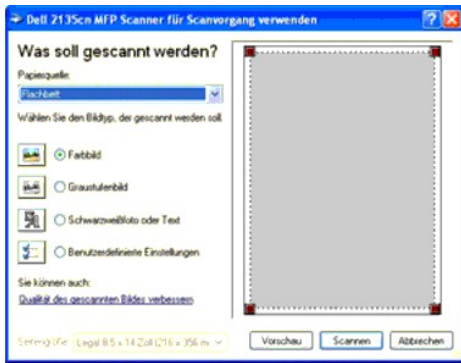 Dell 2135cn MFP Scanner für Scanvorgang verwenden
Was soll gescannt werden?
Papierquelle:
Flachbett
Wählen Sie den Bildtyp, der gescannt werden soll.
Farbbild
Graustufenbild
Schwarzweißfoto oder Text
Benutzerdefinierte Einstellungen
Sie können auch:
Qualität des gescannten Bildes verbessern
Seitengröße: Legal 8.5 x 14 Zoll (216 x 356 m
Vorschau Scannen Abbrechen